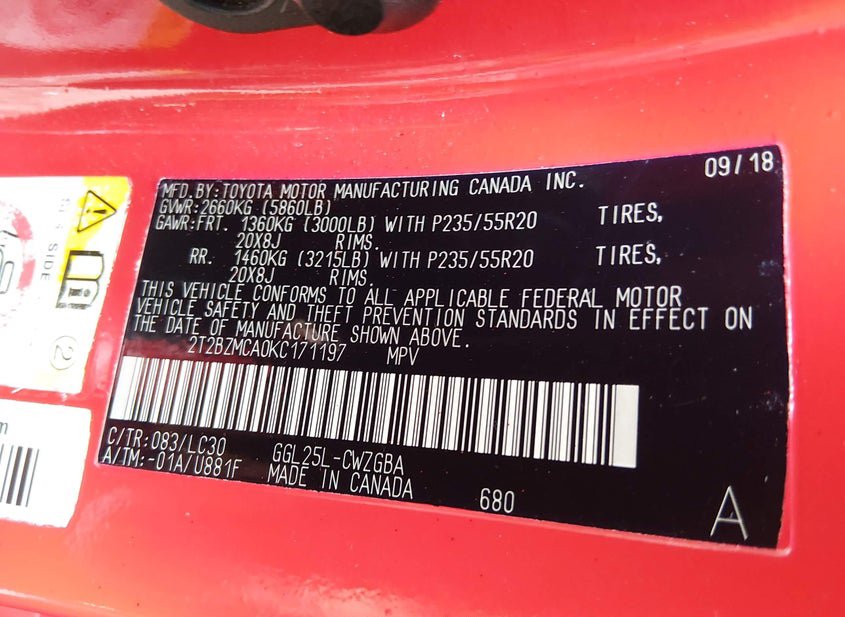 09/18
MFD. BY: TOYOTA MOTOR MANUFACTURING CANADA INC.
GVWR: 2660KG (5860LB)
GAWR: FRT. 1360KG (3000LB) WITH P235/55R20 TIRES,
20X8J RIMS.
RR. 1460KG (3215LB) WITH P235/55R20 TIRES,
20X8J RIMS.
THIS VEHICLE CONFORMS TO ALL APPLICABLE FEDERAL MOTOR
VEHICLE SAFETY AND THEFT PREVENTION STANDARDS IN EFFECT ON
THE DATE OF MANUFACTURE SHOWN ABOVE.
2T2BZMCA0KC171197 MPV
C/TR: 083/LC30 GGL25L-CWZGBA
A/TM: -01A/U881F MADE IN CANADA 680 A
SIDE
2
m